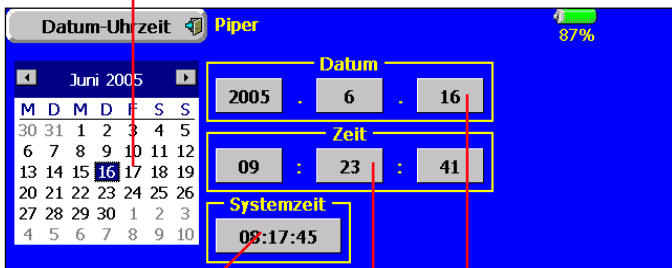 Datum-Uhrzeit Piper 87%
Juni 2005
M D M D F S S
30 31 1 2 3 4 5
6 7 8 9 10 11 12
13 14 15 16 17 18 19
20 21 22 23 24 25 26
27 28 29 30 1 2 3
4 5 6 7 8 9 10
Datum
2005 . 6 . 16
Zeit
09 : 23 : 41
Systemzeit
08:17:45